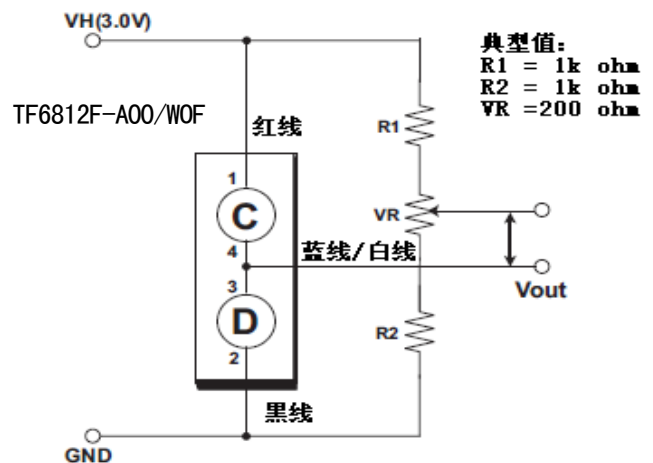 VH(3.0V)
典型值:
R1 = 1k ohm
R2 = 1k ohm
VR =200 ohm
TF6812F-A00/W0F
红线
R1
1
C
VR
4
蓝线/白线
3
Vout
D
R2
2
黑线
GND